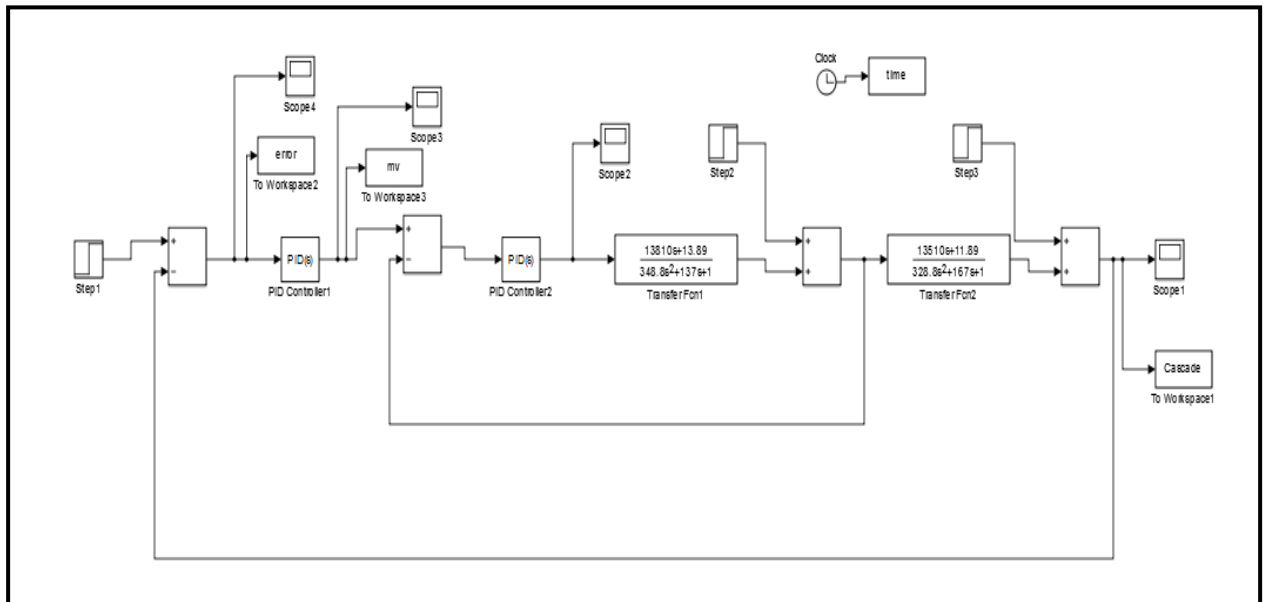 Clock
time
Scope4
Scope3
error
To Workspace2
mv
To Workspace3
Scope2
Step2
Step3
+
−
Step1
PID(s)
PID Controller1
+
−
PID(s)
PID Controller2
13810s+13.89
348.8s²+137s+1
Transfer Fcn1
+
+
13510s+11.89
328.8s²+167s+1
Transfer Fcn2
+
+
Scope1
Cascade
To Workspace1